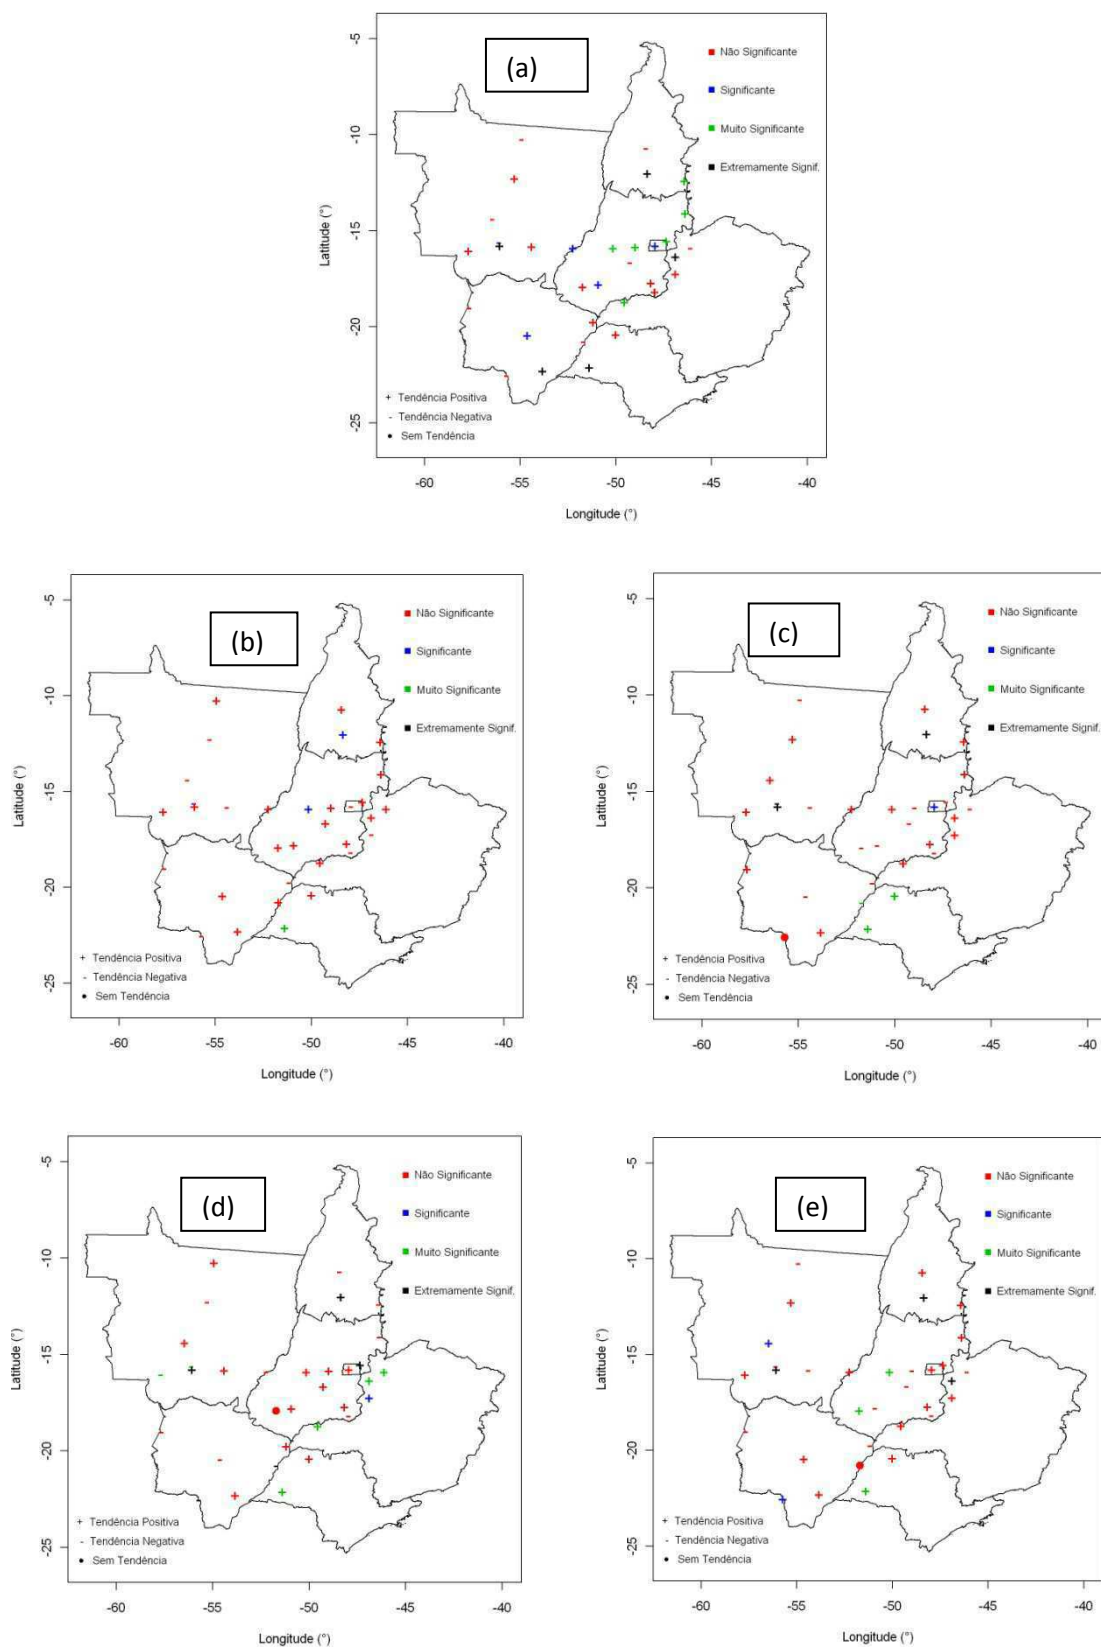 (a)
Não Significante
Significante
Muito Significante
Extremamente Signif.
+ Tendência Positiva
- Tendência Negativa
● Sem Tendência
Latitude (°)
-5
-10
-15
-20
-25
-60
-55
-50
-45
-40
Longitude (°)
(b)
Não Significante
Significante
Muito Significante
Extremamente Signif.
+ Tendência Positiva
- Tendência Negativa
● Sem Tendência
Latitude (°)
-5
-10
-15
-20
-25
-60
-55
-50
-45
-40
Longitude (°)
(c)
Não Significante
Significante
Muito Significante
Extremamente Signif.
+ Tendência Positiva
- Tendência Negativa
● Sem Tendência
Latitude (°)
-5
-10
-15
-20
-25
-60
-55
-50
-45
-40
Longitude (°)
(d)
Não Significante
Significante
Muito Significante
Extremamente Signif.
+ Tendência Positiva
- Tendência Negativa
● Sem Tendência
Latitude (°)
-5
-10
-15
-20
-25
-60
-55
-50
-45
-40
Longitude (°)
(e)
Não Significante
Significante
Muito Significante
Extremamente Signif.
+ Tendência Positiva
- Tendência Negativa
● Sem Tendência
Latitude (°)
-5
-10
-15
-20
-25
-60
-55
-50
-45
-40
Longitude (°)